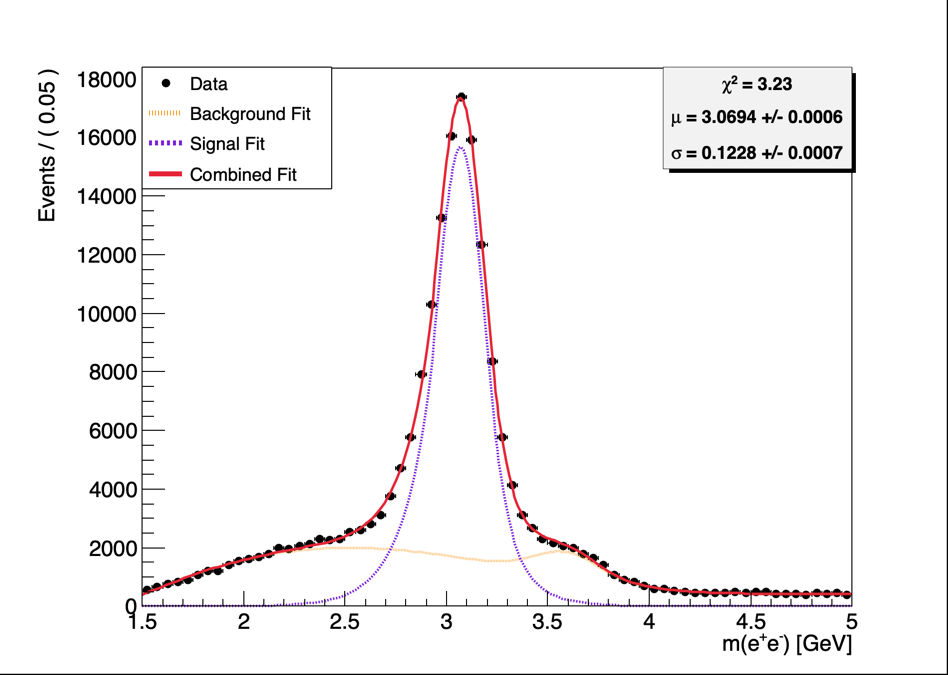 Events / ( 0.05 )
18000
16000
14000
12000
10000
8000
6000
4000
2000
0
Data
Background Fit
Signal Fit
Combined Fit
χ² = 3.23
μ = 3.0694 +/- 0.0006
σ = 0.1228 +/- 0.0007
1.5 2 2.5 3 3.5 4 4.5 5
m(e⁺e⁻) [GeV]